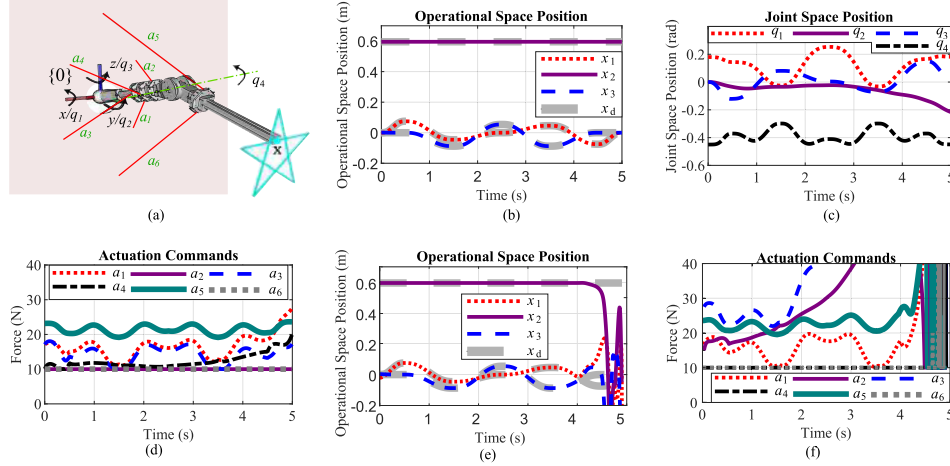 a5
a4
a2
z/q3
{0}
q4
x/q1
y/q2
a1
a3
x
a6
(a)
Operational Space Position
Operational Space Position (m)
0.6
0.4
0.2
0
-0.2
x1
x2
x3
xd
0 1 2 3 4 5
Time (s)
(b)
Joint Space Position
q1 q2 q3
q4
Joint Space Position (rad)
0.2
0
-0.2
-0.4
-0.6
0 1 2 3 4 5
Time (s)
(c)
Actuation Commands
a1 a2 a3
a4 a5 a6
Force (N)
40
30
20
10
0
0 1 2 3 4 5
Time (s)
(d)
Operational Space Position
Operational Space Position (m)
0.6
0.4
0.2
0
-0.2
x1
x2
x3
xd
0 1 2 3 4 5
Time (s)
(e)
Actuation Commands
Force (N)
40
30
20
10
0
a1 a2 a3
a4 a5 a6
0 1 2 3 4 5
Time (s)
(f)